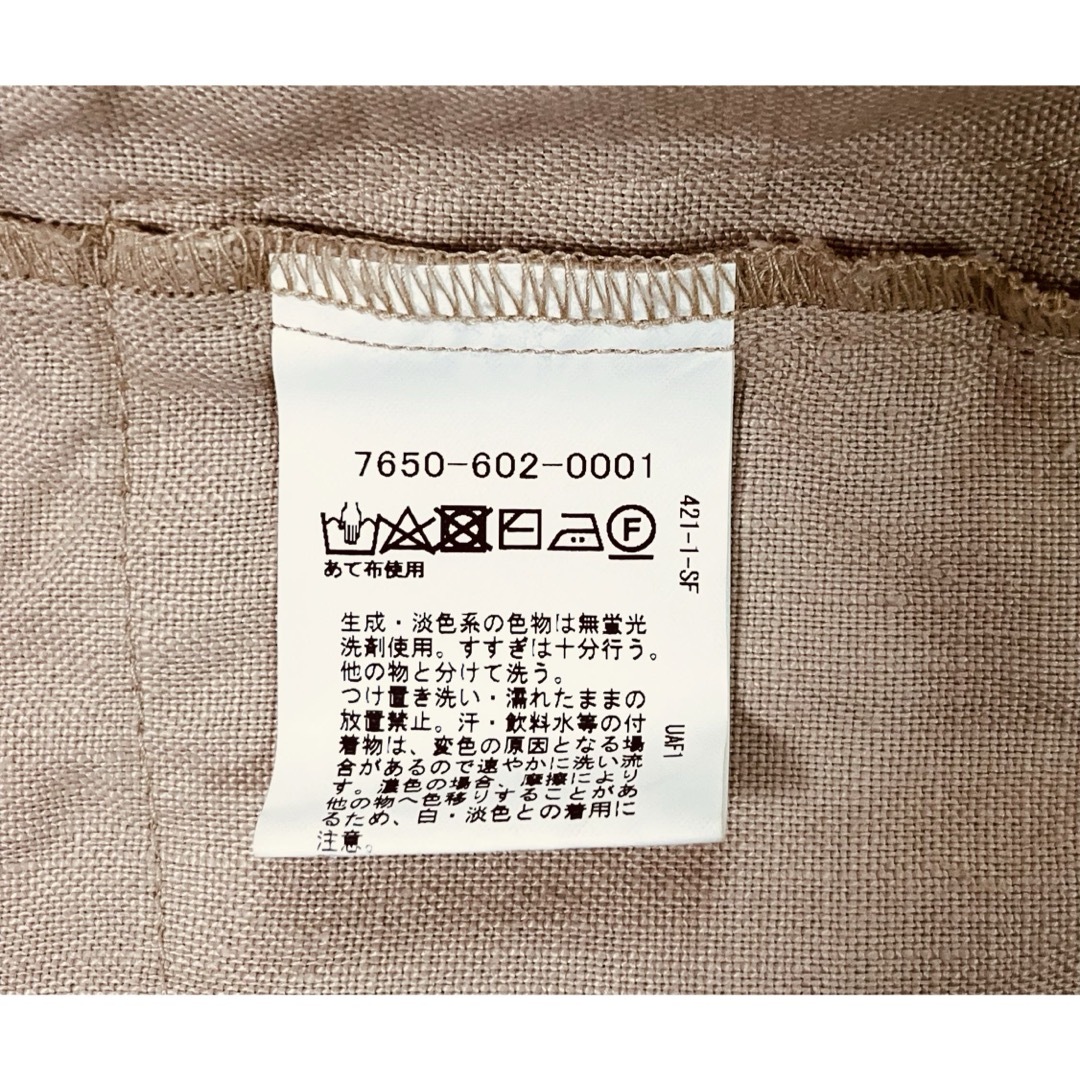 7650-602-0001
F
あて布使用
421-1-SF
生成・淡色系の色物は無蛍光
洗剤使用。すすぎは十分行う。
他の物と分けて洗う。
つけ置き洗い・濡れたままの
放置禁止。汗・飲料水等の付
着物は、変色の原因となる場
合があるので速やかに洗い流
す。濃色の場合、摩擦により
他の物へ色移りすることがあ
るため、白・淡色との着用に
注意。
UAF1